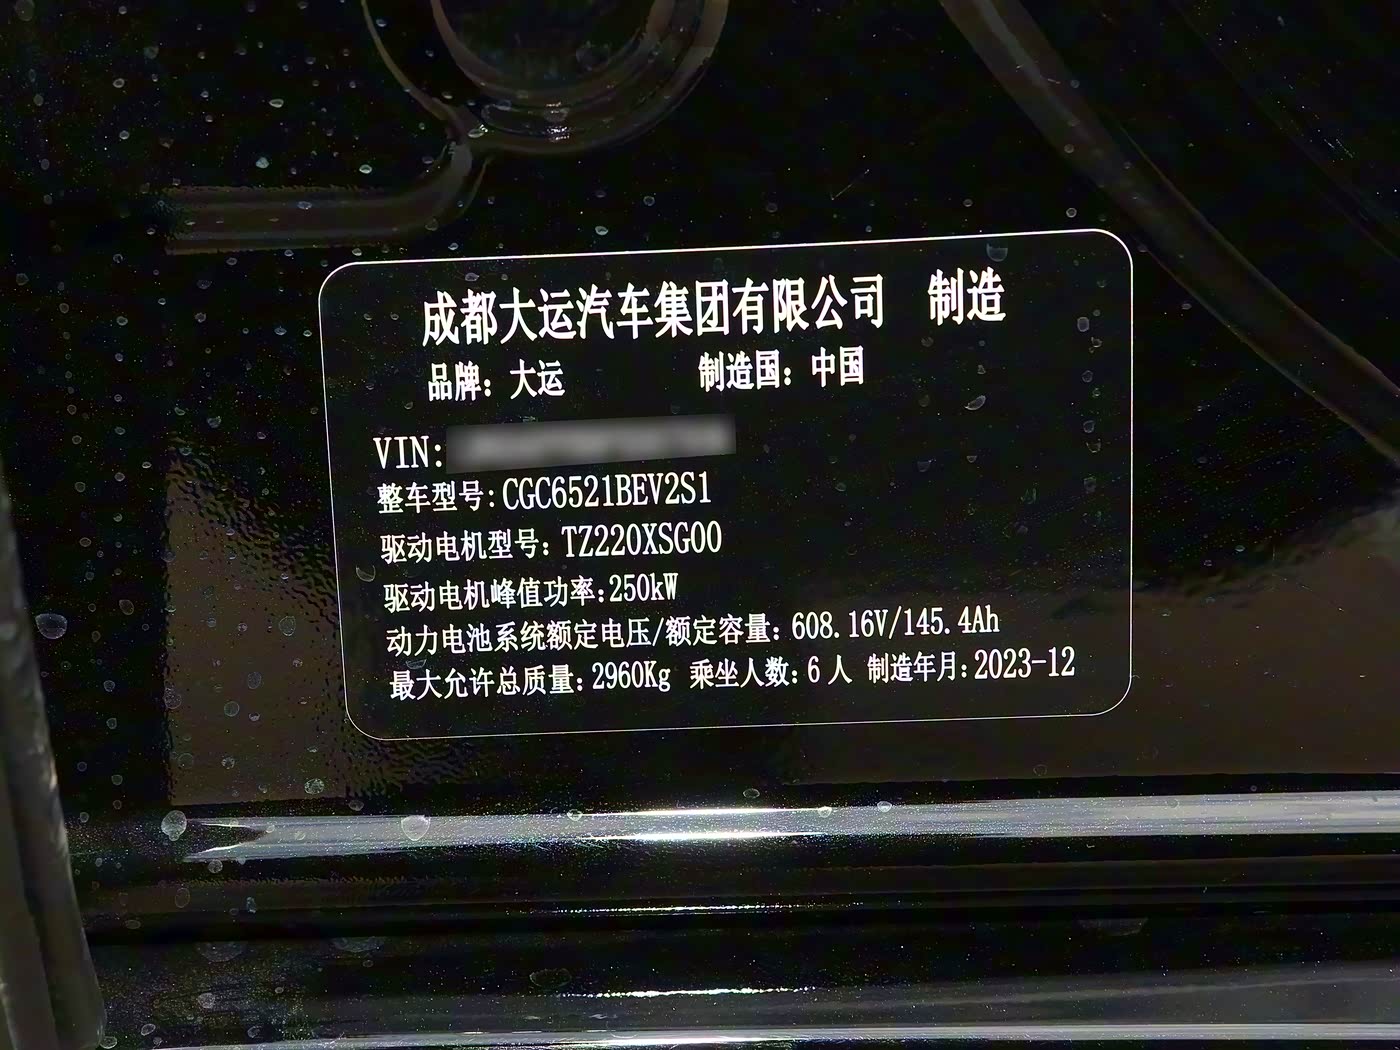 成都大运汽车集团有限公司 制造
品牌：大运 制造国：中国
VIN:
整车型号:CGC6521BEV2S1
驱动电机型号：TZ220XSG00
驱动电机峰值功率:250kW
动力电池系统额定电压/额定容量：608.16V/145.4Ah
最大允许总质量：2960Kg 乘坐人数:6人 制造年月:2023-12